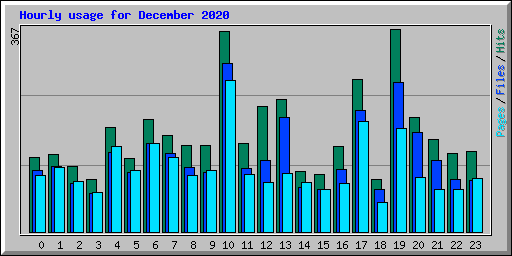 Hourly usage for December 2020
367
Pages/Files/Hits
0 1 2 3 4 5 6 7 8 9 10 11 12 13 14 15 16 17 18 19 20 21 22 23